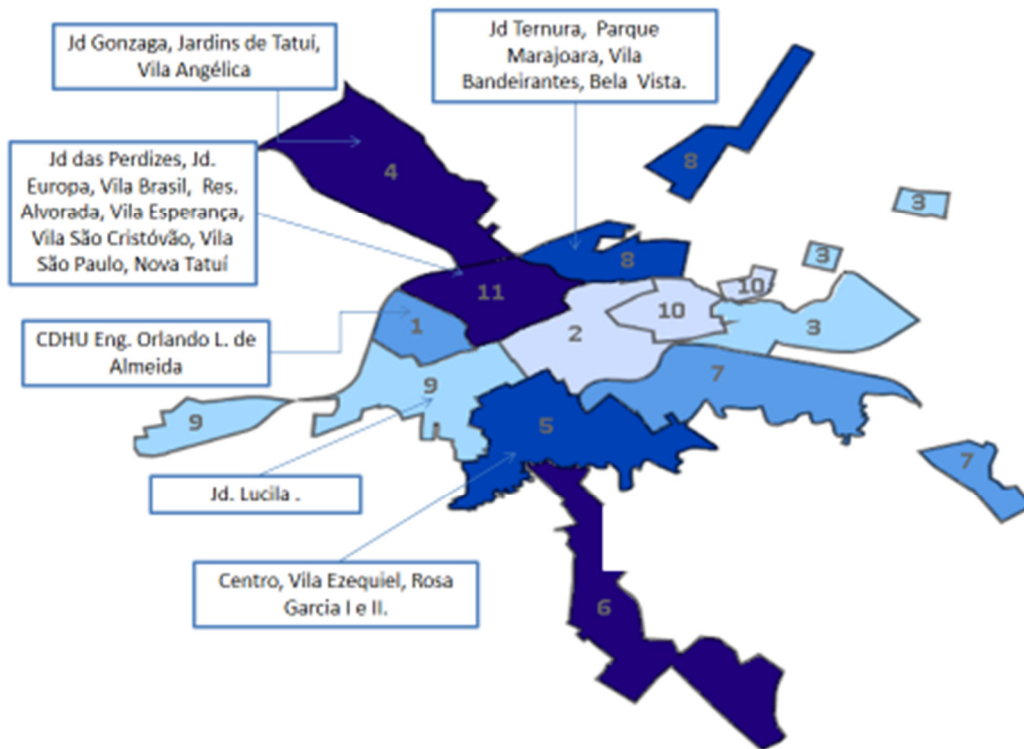 Jd Gonzaga, Jardins de Tatuí,
Vila Angélica
Jd Ternura, Parque
Marajoara, Vila
Bandeirantes, Bela Vista.
Jd das Perdizes, Jd.
Europa, Vila Brasil, Res.
Alvorada, Vila Esperança,
Vila São Cristóvão, Vila
São Paulo, Nova Tatuí
CDHU Eng. Orlando L. de
Almeida
Jd. Lucila .
Centro, Vila Ezequiel, Rosa
Garcia I e II.
4
8
3
3
8
10
11
10
1
2
3
7
9
9
5
7
6